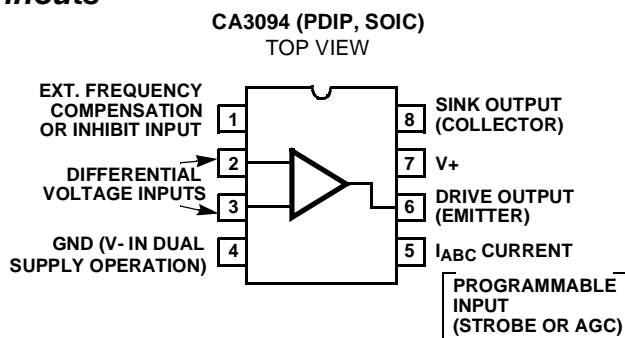 CA3094 (PDIP, SOIC)
TOP VIEW
EXT. FREQUENCY
COMPENSATION
OR INHIBIT INPUT
1
2
DIFFERENTIAL
VOLTAGE INPUTS
3
GND (V- IN DUAL
SUPPLY OPERATION)
4
8
SINK OUTPUT
(COLLECTOR)
7
V+
6
DRIVE OUTPUT
(EMITTER)
5
IABC CURRENT
PROGRAMMABLE
INPUT
(STROBE OR AGC)